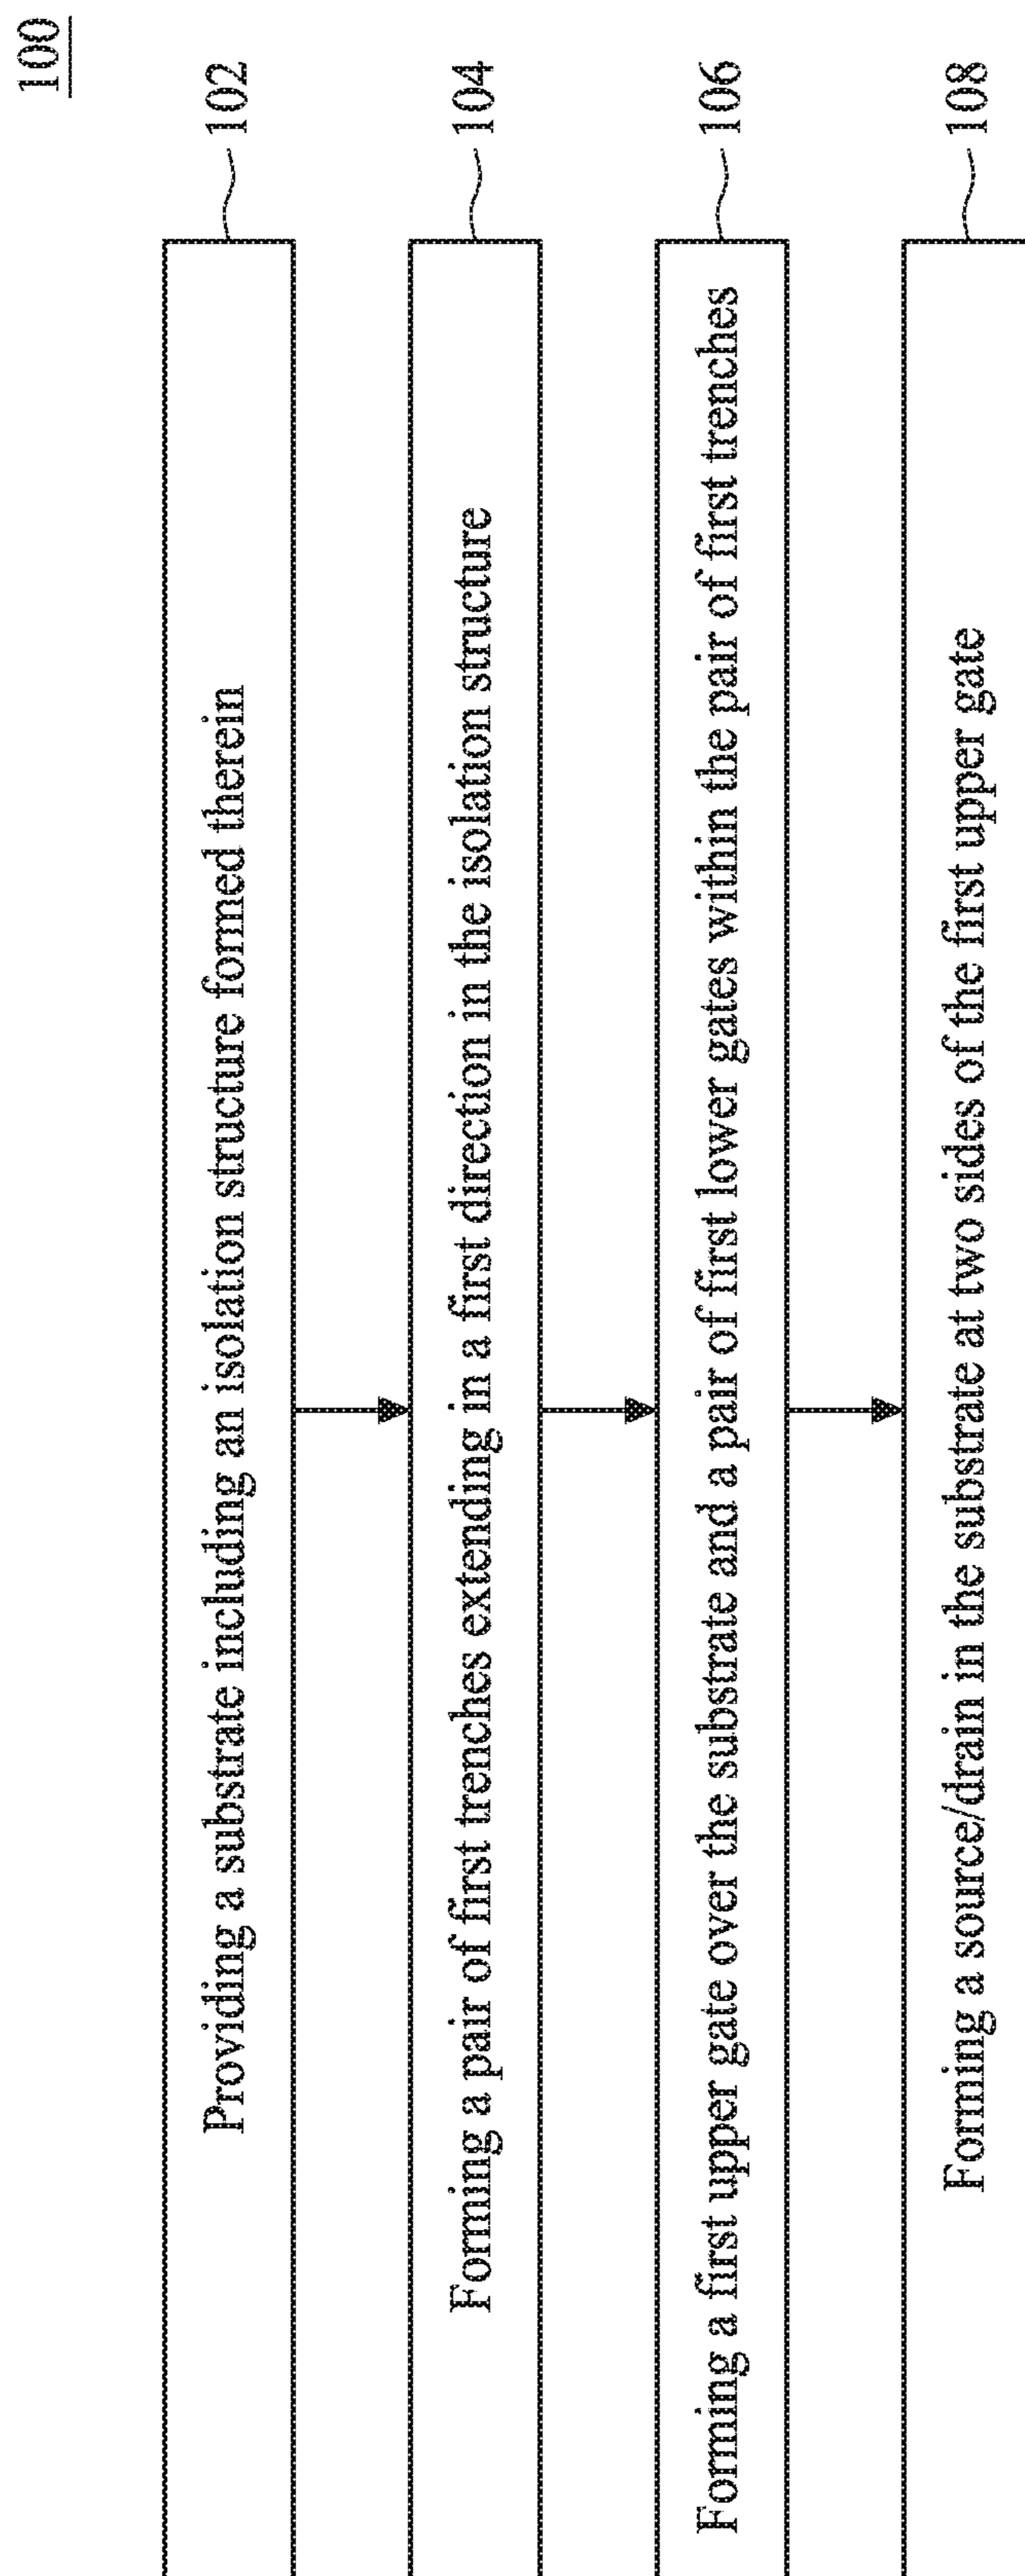 100
Providing a substrate including an isolation structure formed therein
102
Forming a pair of first trenches extending in a first direction in the isolation structure
104
Forming a first upper gate over the substrate and a pair of first lower gates within the pair of first trenches
106
Forming a source/drain in the substrate at two sides of the first upper gate
108